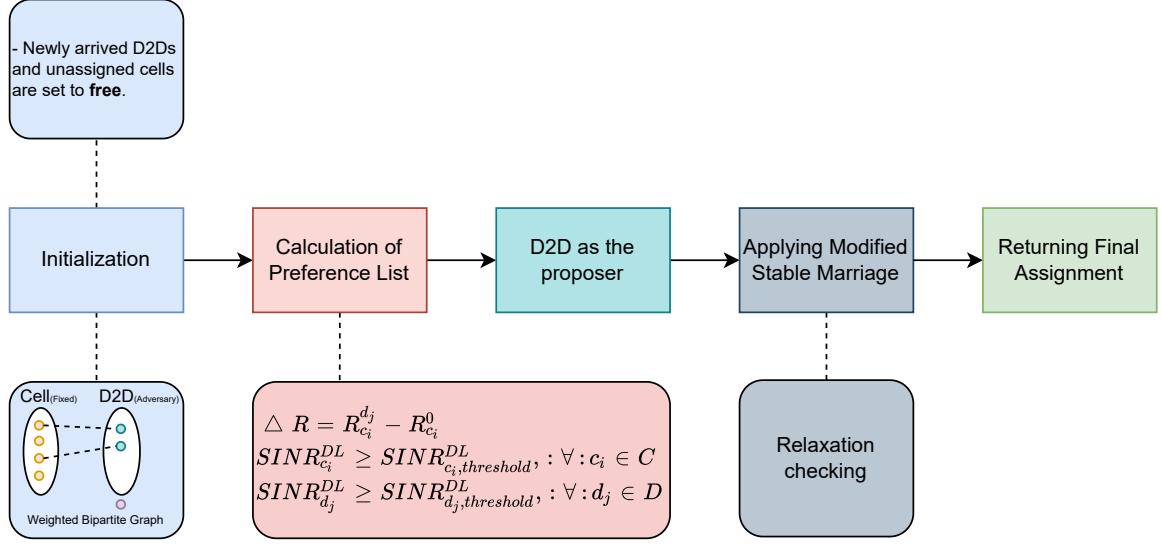 - Newly arrived D2Ds
and unassigned cells
are set to free.
Initialization
Calculation of
Preference List
D2D as the
proposer
Applying Modified
Stable Marriage
Returning Final
Assignment
Cell(Fixed) D2D(Adversary)
Weighted Bipartite Graph
△ R = R_{c_i}^{d_j} − R_{c_i}^{0}
SINR_{c_i}^{DL} ≥ SINR_{c_i,threshold}^{DL}, : ∀ : c_i ∈ C
SINR_{d_j}^{DL} ≥ SINR_{d_j,threshold}^{DL}, : ∀ : d_j ∈ D
Relaxation
checking